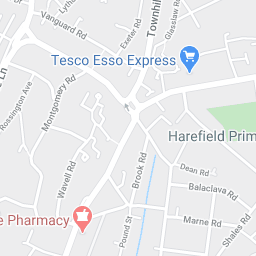 Vanguard Rd
Exeter Rd
Townhil
Glasslaw Rd
Tesco Esso Express
Rossington Ave
Montgomery Rd
Harefield Prim
Wavell Rd
Brook Rd
Dean Rd
Balaclava Rd
e Pharmacy
Pound St
Marne Rd
Shales Rd